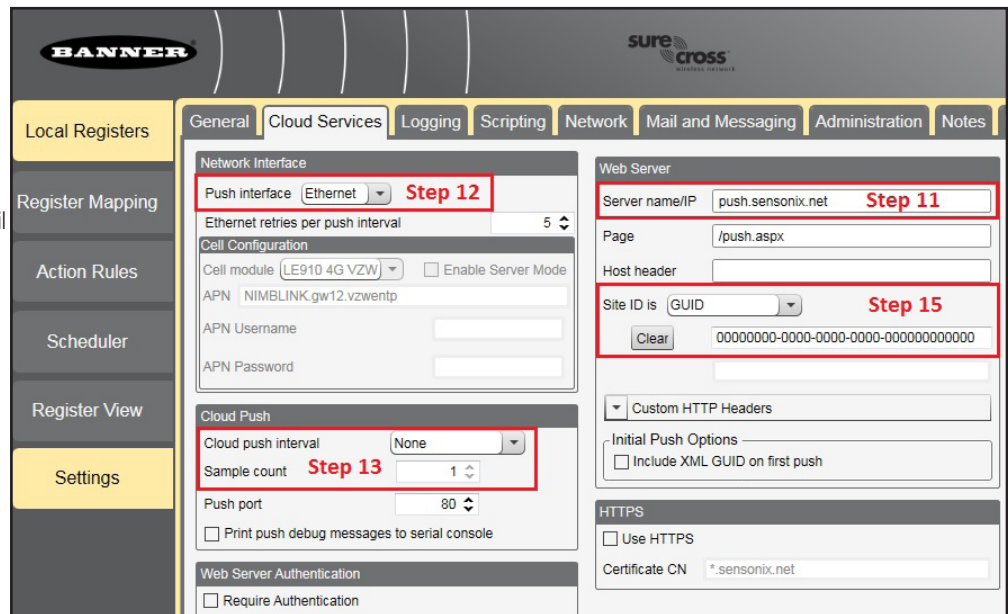 BANNER
sure cross
wireless network
Local Registers
Register Mapping
Action Rules
Scheduler
Register View
Settings
General Cloud Services Logging Scripting Network Mail and Messaging Administration Notes
Network Interface
Push interface Ethernet Step 12
Ethernet retries per push interval 5
Cell Configuration
Cell module LE910 4G VZW Enable Server Mode
APN NIMBLINK.gw12.vzwentp
APN Username
APN Password
Cloud Push
Cloud push interval None
Sample count Step 13 1
Push port 80
Print push debug messages to serial console
Web Server Authentication
Require Authentication
Web Server
Server name/IP push.sensonix.net Step 11
Page /push.aspx
Host header
Site ID is GUID Step 15
Clear 00000000-0000-0000-0000-000000000000
Custom HTTP Headers
Initial Push Options
Include XML GUID on first push
HTTPS
Use HTTPS
Certificate CN *.sensonix.net